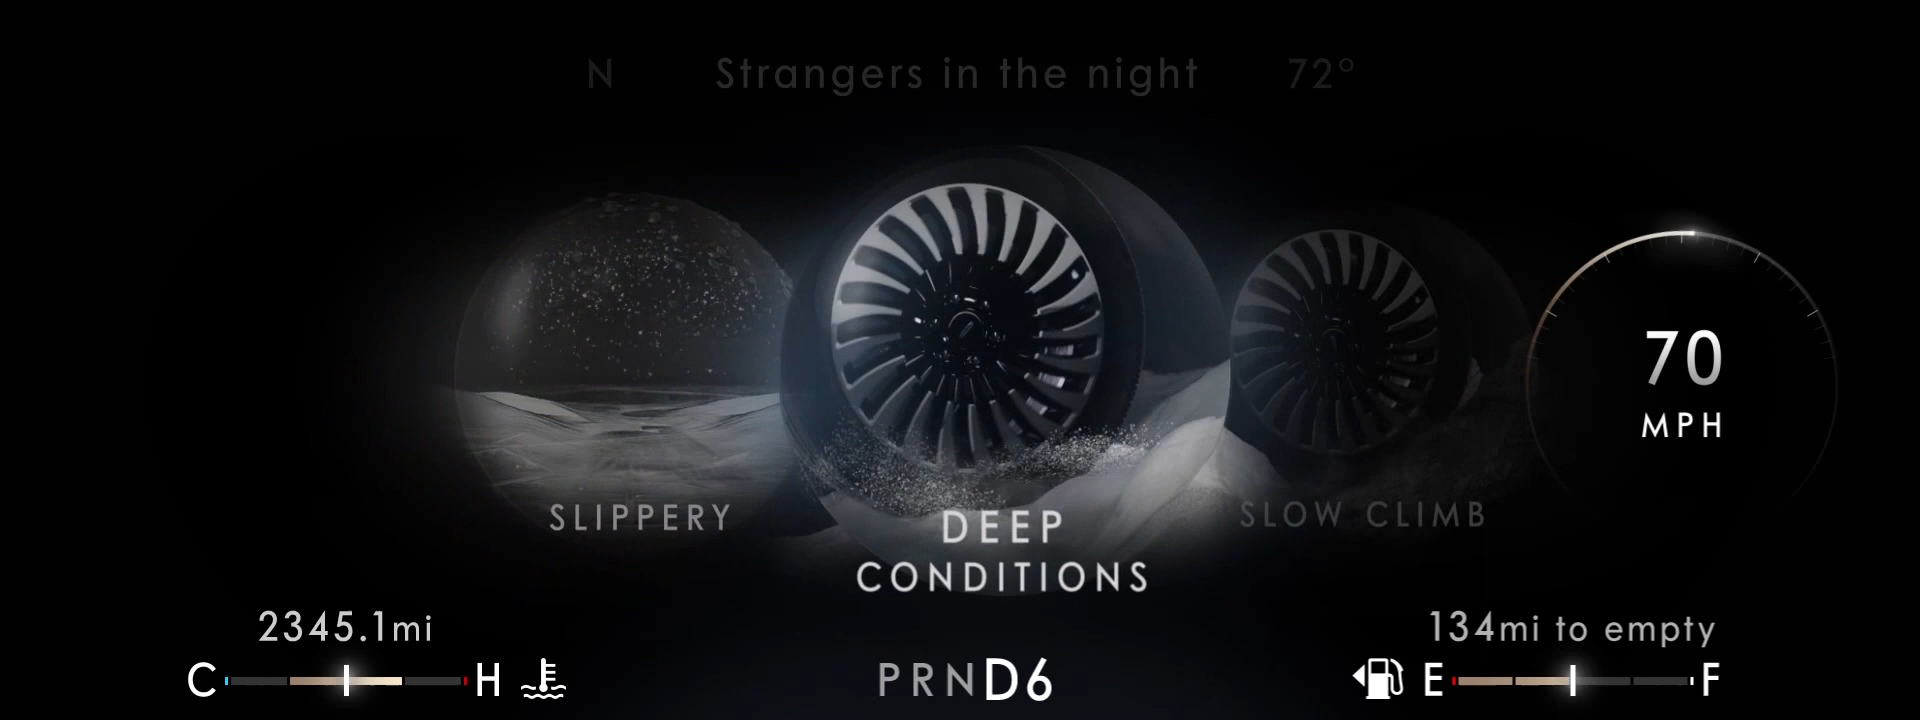 N Strangers in the night 72°
70
MPH
SLIPPERY
DEEP
CONDITIONS
SLOW CLIMB
2345.1mi
134mi to empty
C H
PRND6
E F